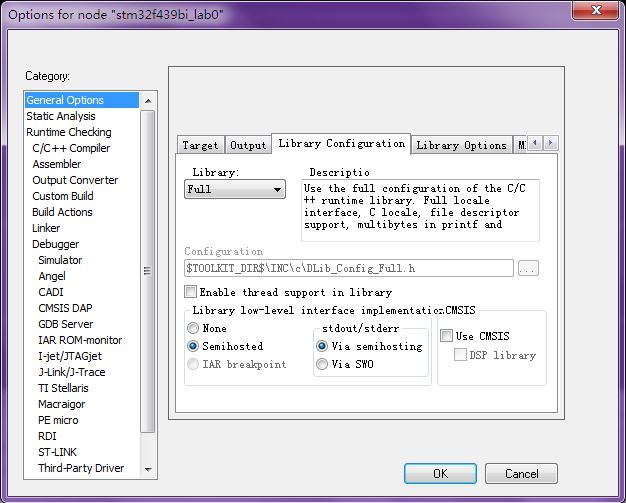 Options for node "stm32f439bi_lab0"
Category:
General Options
Static Analysis
Runtime Checking
C/C++ Compiler
Assembler
Output Converter
Custom Build
Build Actions
Linker
Debugger
Simulator
Angel
CADI
CMSIS DAP
GDB Server
IAR ROM-monitor
I-jet/JTAGjet
J-Link/J-Trace
TI Stellaris
Macraigor
PE micro
RDI
ST-LINK
Third-Party Driver
Target Output Library Configuration Library Options M
Library: Descriptio
Full
Use the full configuration of the C/C
++ runtime library. Full locale
interface, C locale, file descriptor
support, multibytes in printf and
Configuration
$TOOLKIT_DIR$\INC\c\DLib_Config_Full.h ...
Enable thread support in library
Library low-level interface implementation
None
Semihosted
IAR breakpoint
stdout/stderr
Via semihosting
Via SWO
CMSIS
Use CMSIS
DSP library
OK Cancel